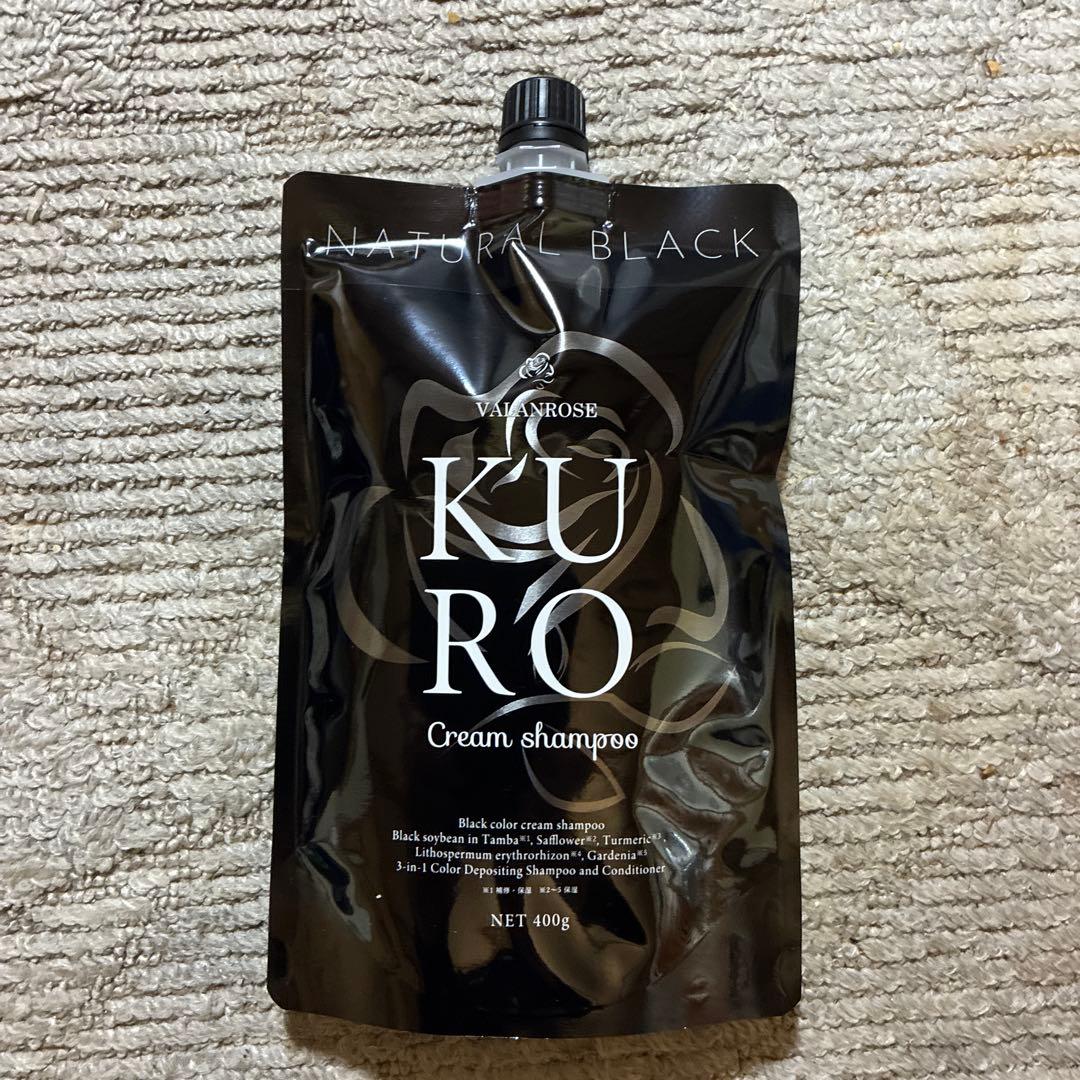 NATURAL BLACK
VALANROSE
KU
RO
Cream shampoo
Black color cream shampoo
Black soybean in Tamba※1, Safflower※2, Turmeric※3,
Lithospermum erythrorhizon※4, Gardenia※5
3-in-1 Color Depositing Shampoo and Conditioner
※1 補修・保湿 ※2～5 保湿
NET 400g